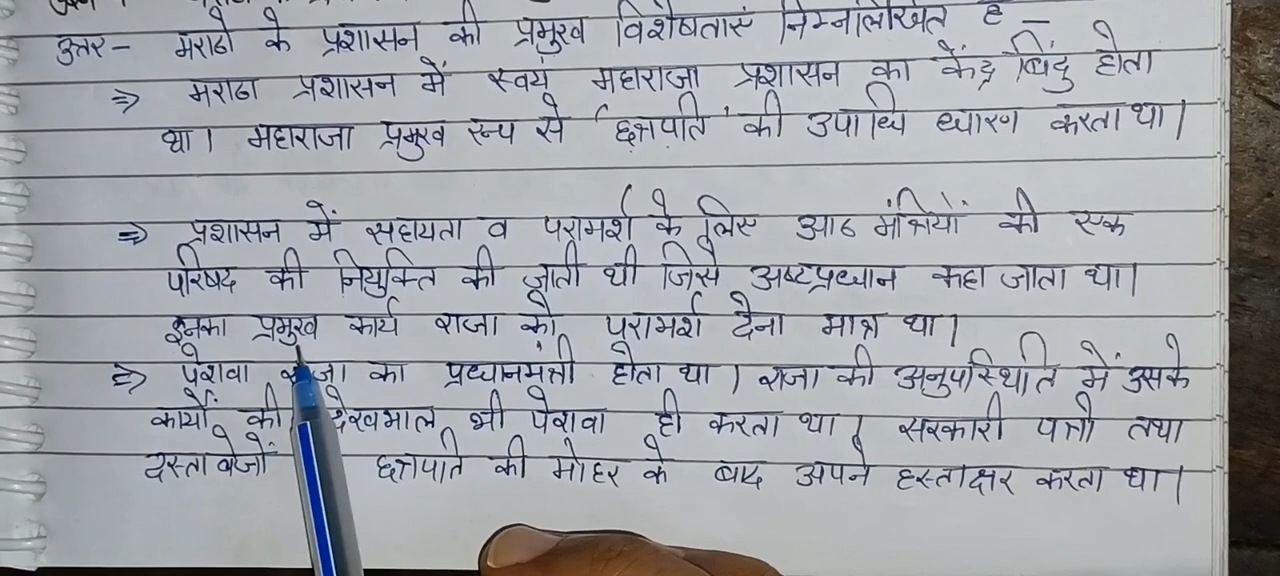 उत्तर - मराठो के प्रशासन की प्रमुख विशेषताएं निम्नलिखित है -
⇒ मराठा प्रशासन में स्वयं महाराजा प्रशासन का केंद्र बिंदु होता
था। महाराजा प्रमुख रूप से 'छत्रपति' की उपाधि धारण करता था।
⇒ प्रशासन में सहायता व परामर्श के लिए आठ मंत्रियों की एक
परिषद की नियुक्ति की जाती थी जिसे अष्टप्रधान कहा जाता था।
इनका प्रमुख कार्य राजा को परामर्श देना मात्र था।
⇒ पेशवा राजा का प्रधानमंत्री होता था। राजा की अनुपस्थिति में उसके
कार्यों की देखभाल भी पेशवा ही करता था। सरकारी पत्रो तथा
दस्तावेजों छत्रपति की मोहर के बाद अपने हस्ताक्षर करता था।